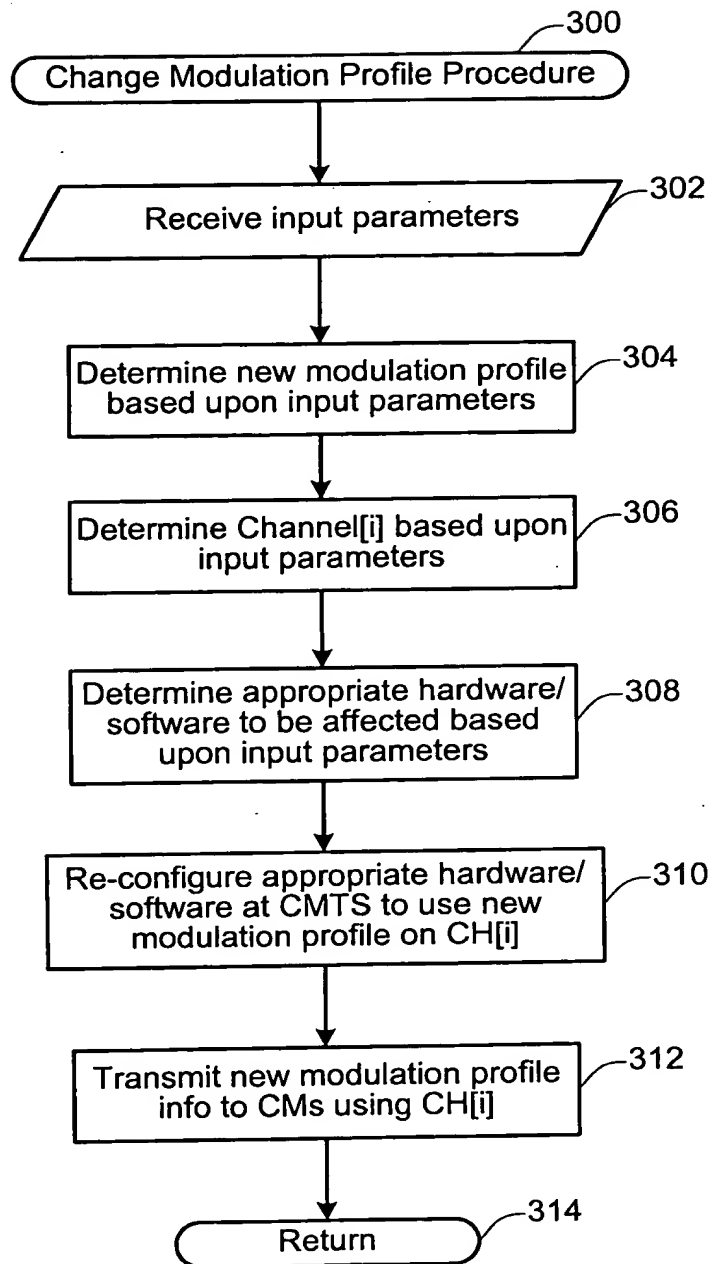 300
Change Modulation Profile Procedure
302
Receive input parameters
304
Determine new modulation profile
based upon input parameters
306
Determine Channel[i] based upon
input parameters
308
Determine appropriate hardware/
software to be affected based
upon input parameters
310
Re-configure appropriate hardware/
software at CMTS to use new
modulation profile on CH[i]
312
Transmit new modulation profile
info to CMs using CH[i]
314
Return